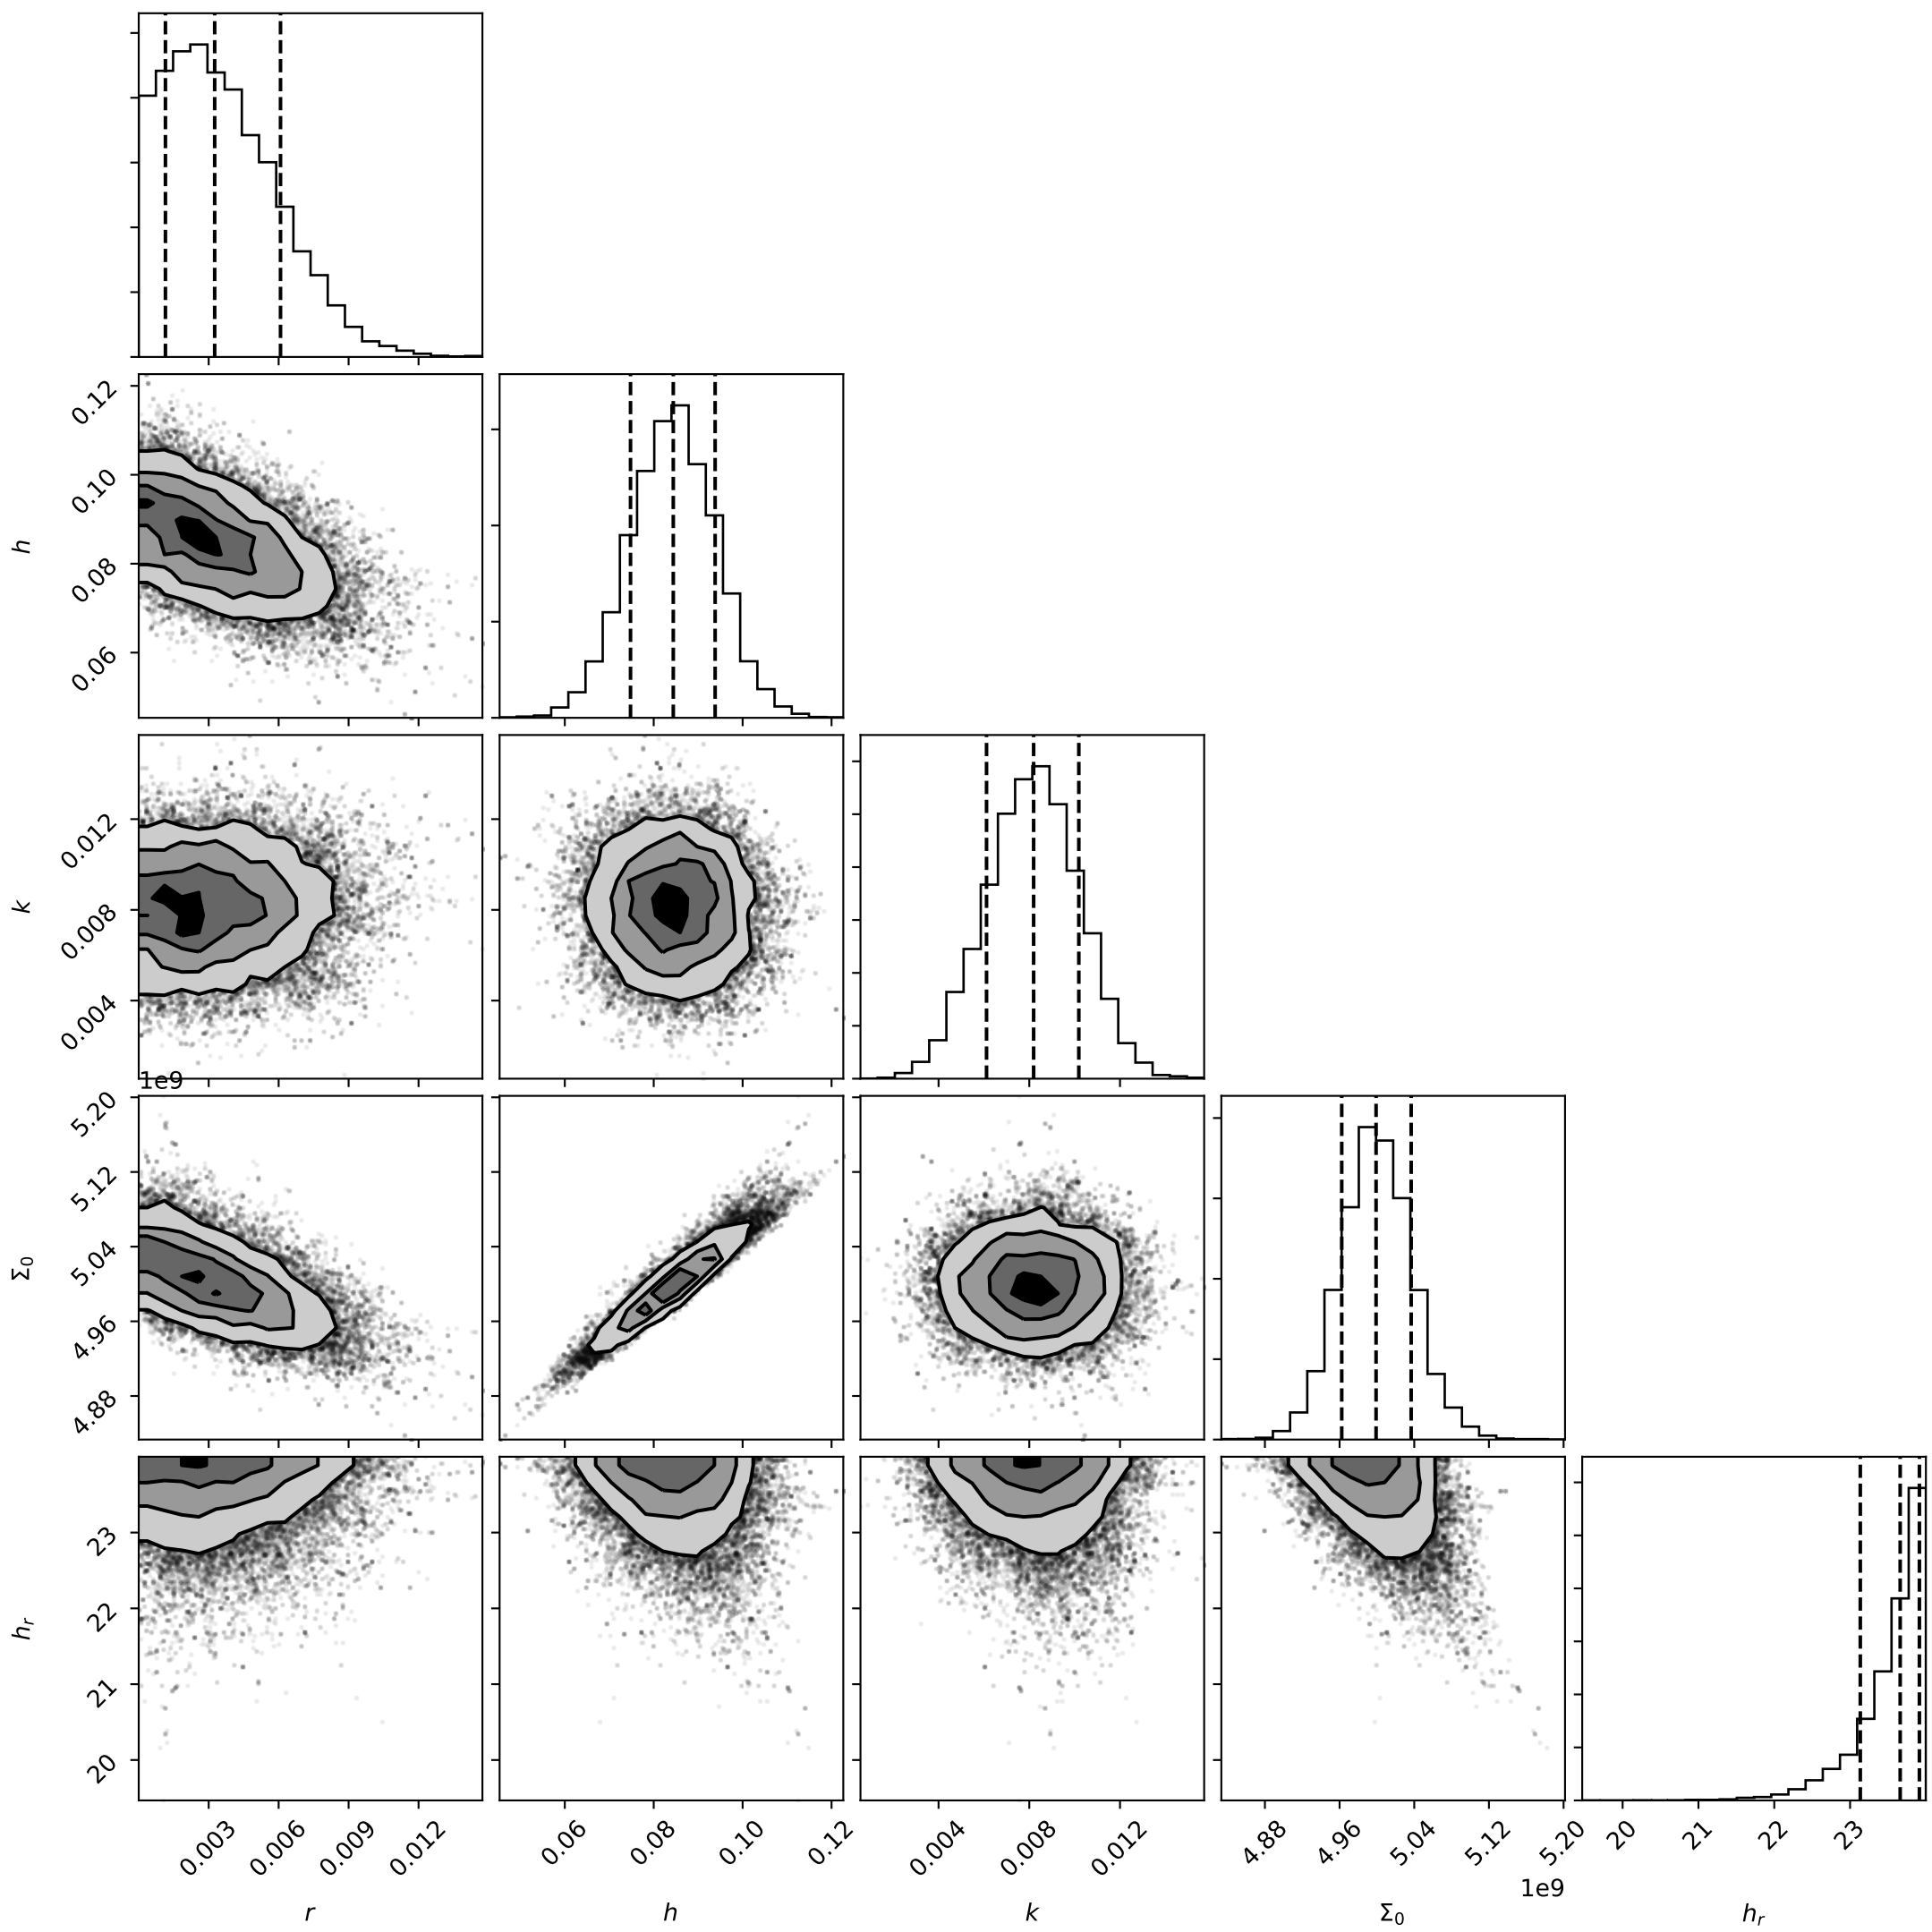 0.12
0.10
0.08
0.06
h
0.012
0.008
0.004
k
1e9
5.20
5.12
5.04
4.96
4.88
Σ0
23
22
21
20
hr
0.003 0.006 0.009 0.012
0.06 0.08 0.10 0.12
0.004 0.008 0.012
4.88 4.96 5.04 5.12 5.20
20 21 22 23
1e9
r h k Σ0 hr